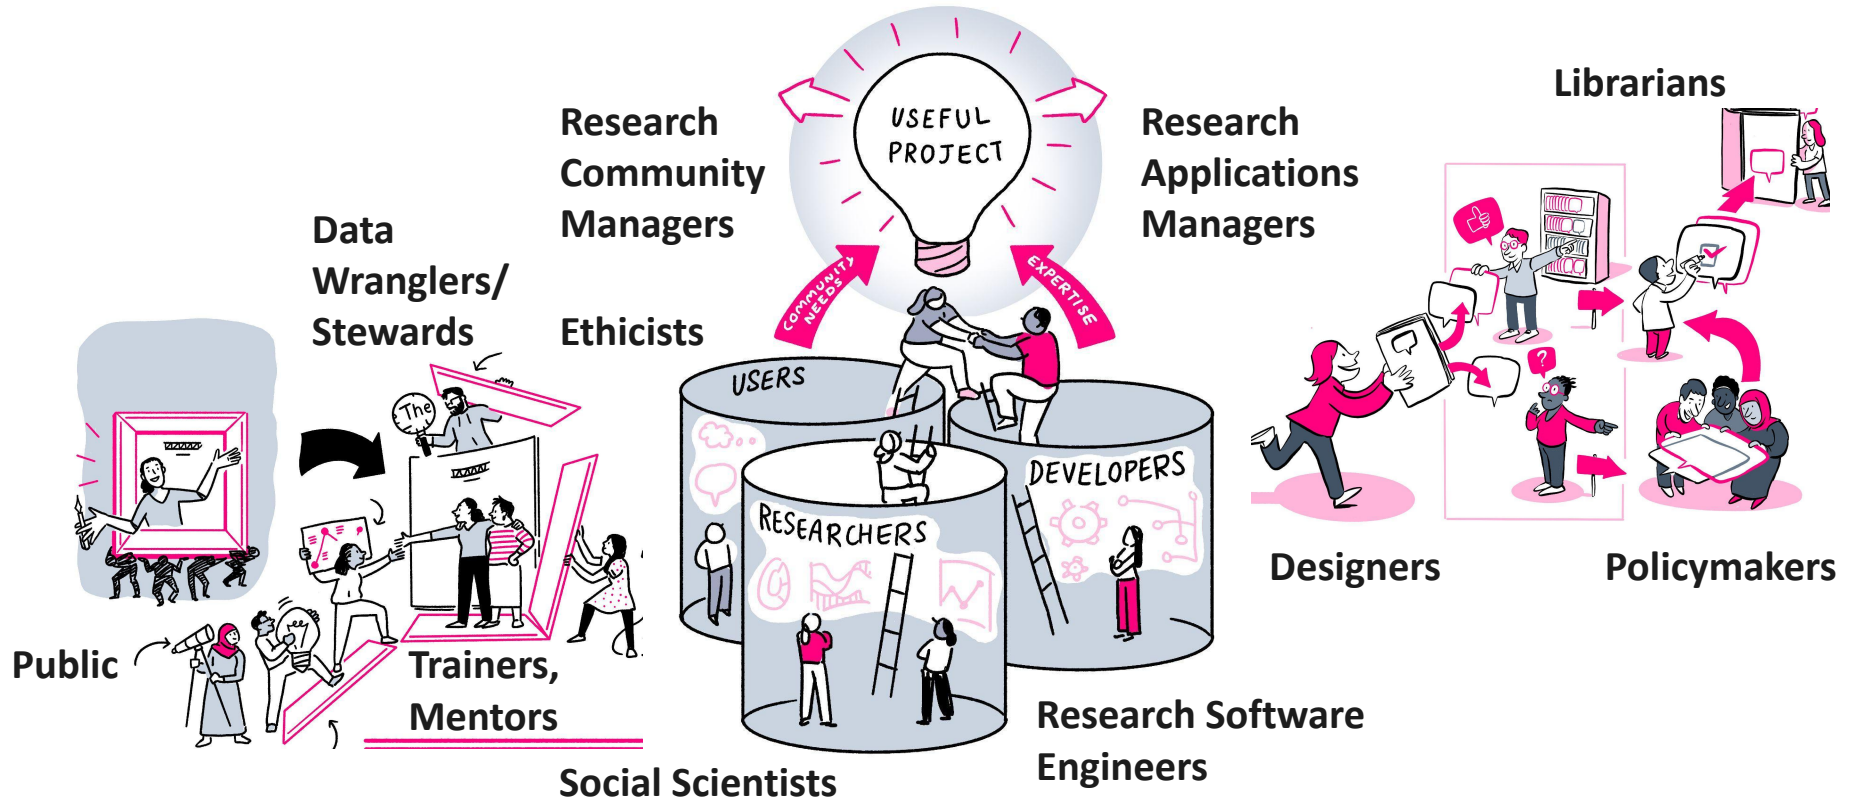 Librarians
USEFUL
PROJECT
Research
Community
Managers
Research
Applications
Managers
Data
Wranglers/
Stewards
COMMUNITY
NEEDS
EXPERTISE
Ethicists
USERS
The
DEVELOPERS
RESEARCHERS
?
Designers
Policymakers
Public
Trainers,
Mentors
Research Software
Engineers
Social Scientists